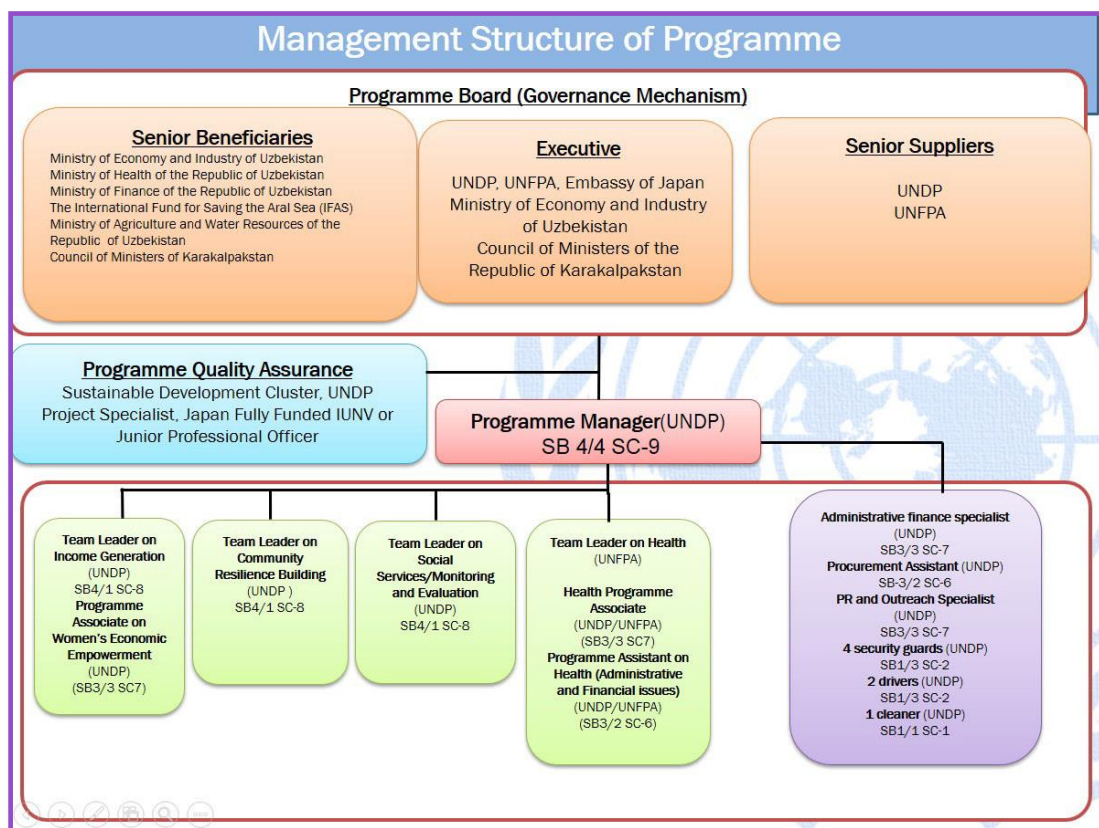 Management Structure of Programme
Programme Board (Governance Mechanism)
Senior Beneficiaries
Ministry of Economy and Industry of Uzbekistan
Ministry of Health of the Republic of Uzbekistan
Ministry of Finance of the Republic of Uzbekistan
The International Fund for Saving the Aral Sea (IFAS)
Ministry of Agriculture and Water Resources of the
Republic of Uzbekistan
Council of Ministers of Karakalpakstan
Executive
UNDP, UNFPA, Embassy of Japan
Ministry of Economy and Industry
of Uzbekistan
Council of Ministers of the
Republic of Karakalpakstan
Senior Suppliers
UNDP
UNFPA
Programme Quality Assurance
Sustainable Development Cluster, UNDP
Project Specialist, Japan Fully Funded IUNV or
Junior Professional Officer
Programme Manager(UNDP)
SB 4/4 SC-9
Team Leader on
Income Generation
(UNDP)
SB4/1 SC-8
Programme
Associate on
Women's Economic
Empowerment
(UNDP)
(SB3/3 SC7)
Team Leader on
Community
Resilience Building
(UNDP )
SB4/1 SC-8
Team Leader on
Social
Services/Monitoring
and Evaluation
(UNDP)
SB4/1 SC-8
Team Leader on Health
(UNFPA)
Health Programme
Associate
(UNDP/UNFPA)
(SB3/3 SC7)
Programme Assistant on
Health (Administrative
and Financial issues)
(UNDP/UNFPA)
(SB3/2 SC-6)
Administrative finance specialist
(UNDP)
SB3/3 SC-7
Procurement Assistant (UNDP)
SB-3/2 SC-6
PR and Outreach Specialist
(UNDP)
SB3/3 SC-7
4 security guards (UNDP)
SB1/3 SC-2
2 drivers (UNDP)
SB1/3 SC-2
1 cleaner (UNDP)
SB1/1 SC-1